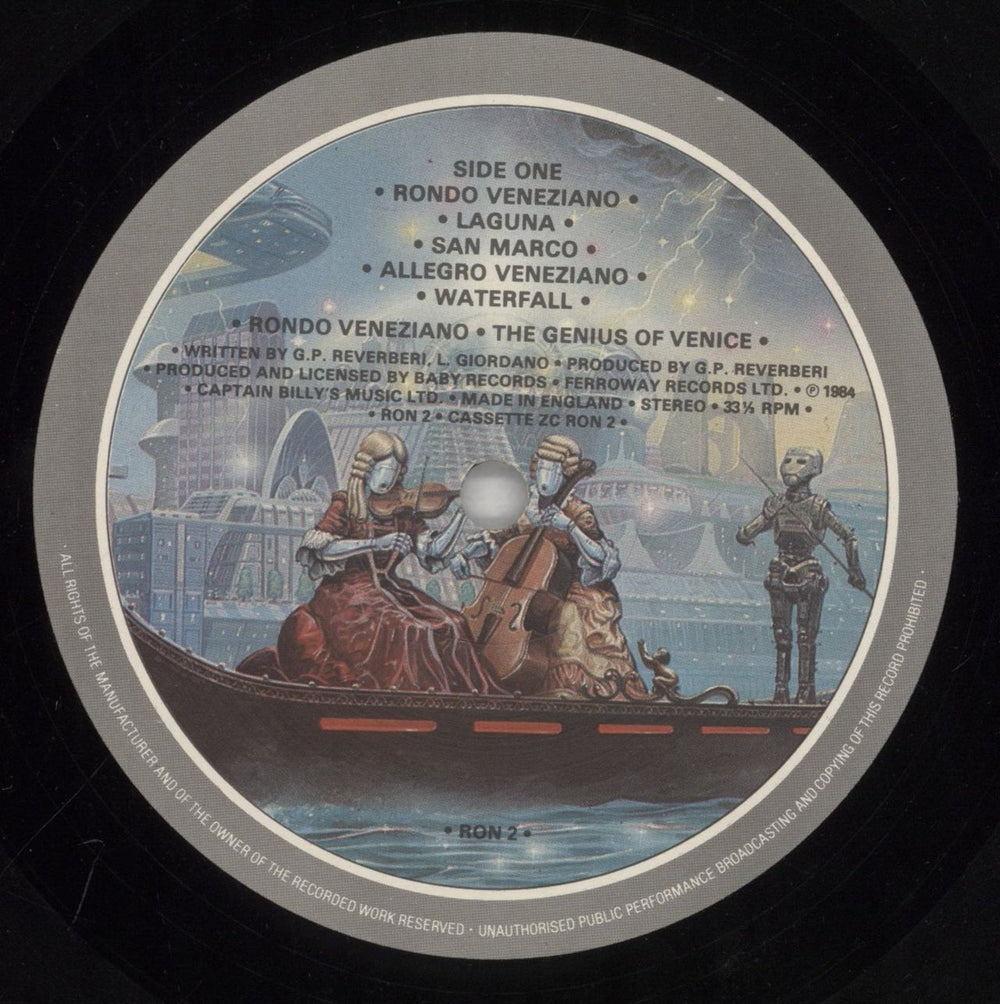 SIDE ONE
• RONDO VENEZIANO •
• LAGUNA •
• SAN MARCO •
• ALLEGRO VENEZIANO •
• WATERFALL •
• RONDO VENEZIANO • THE GENIUS OF VENICE •
• WRITTEN BY G.P. REVERBERI, L. GIORDANO • PRODUCED BY G.P. REVERBERI
• PRODUCED AND LICENSED BY BABY RECORDS • FERROWAY RECORDS LTD. • ℗ 1984
• CAPTAIN BILLY'S MUSIC LTD. • MADE IN ENGLAND • STEREO • 33⅓ RPM •
• RON 2 • CASSETTE ZC RON 2 •
• RON 2 •
· ALL RIGHTS OF THE MANUFACTURER AND OF THE OWNER OF THE RECORDED WORK RESERVED · UNAUTHORISED PUBLIC PERFORMANCE BROADCASTING AND COPYING OF THIS RECORD PROHIBITED ·